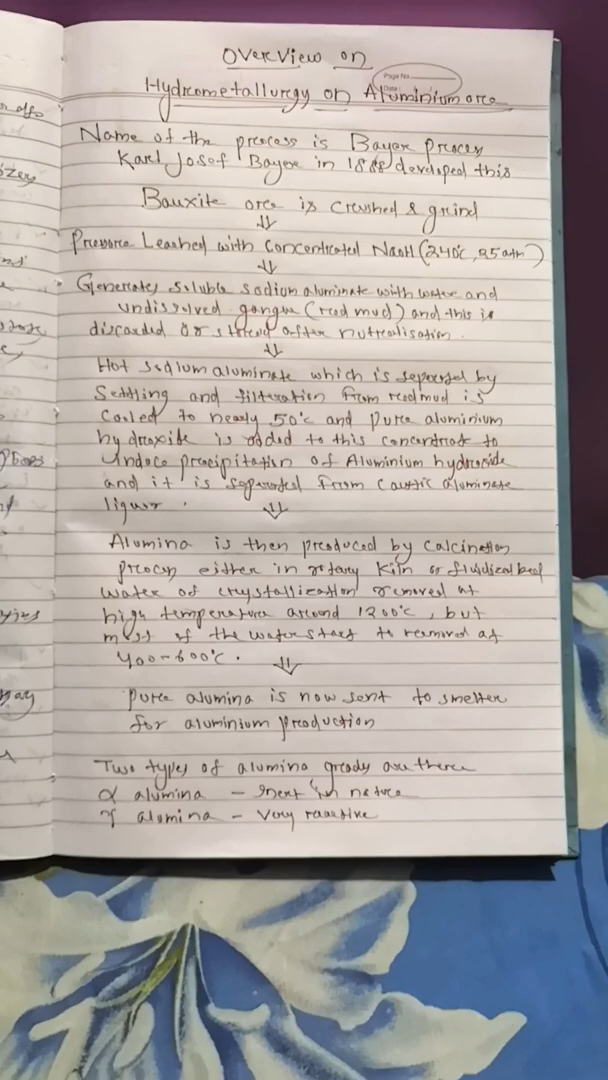 Overview on
Page No.
Date:
Hydrometallurgy on Aluminium ore
Name of the process is Bayer process
Karl Josef Bayer in 1888 developed this
Bauxite ore is crushed & grind
⇓
Pressure Leached with concentrated NaOH (240°c, 35 atm)
⇓
Generates soluble sodium aluminate with water and
undissolved gangue (red mud) and this is
discarded or stored after nutrealisation.
⇓
Hot sodium aluminate which is separated by
Settling and filteration from red mud is
cooled to nearly 50°c and pure aluminium
hydroxide is added to this concentrate to
induce precipitation of Aluminium hydroxide
and it is separated from caustic aluminate
liquor.
⇓
Alumina is then produced by calcination
process either in rotary kiln or fluidized bed
water of crystallization removed at
high temperature around 1200°c, but
most of the water start to removed at
400-600°c.
⇓
pure alumina is now sent to smelter
for aluminium production
Two types of alumina are there
α alumina - Inert in nature
γ alumina - Very reactive